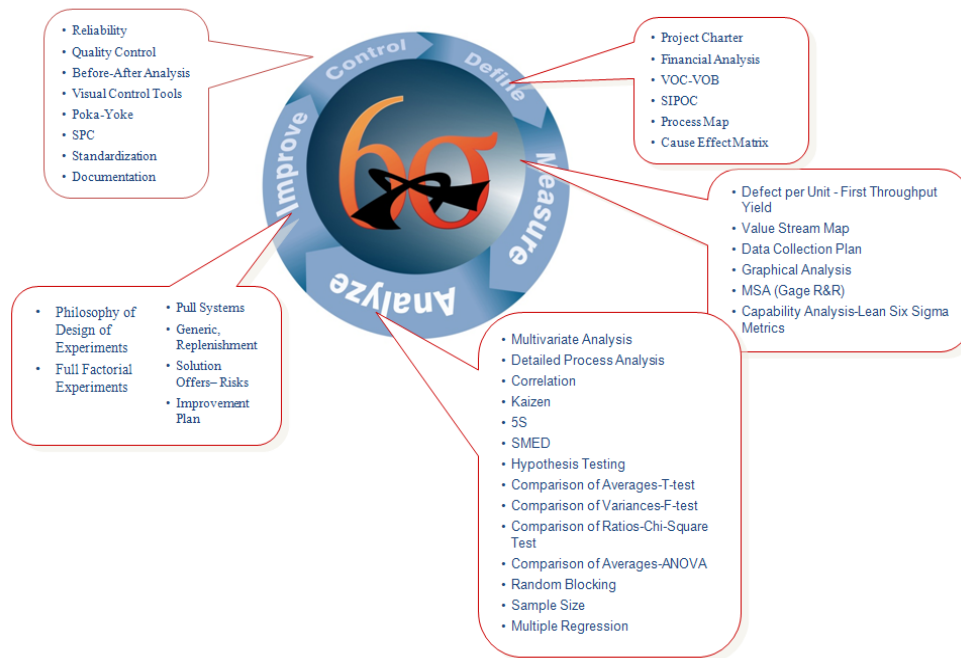 • Reliability
• Quality Control
• Before-After Analysis
• Visual Control Tools
• Poka-Yoke
• SPC
• Standardization
• Documentation
Control
Define
Measure
Analyze
Improve
6σ
• Project Charter
• Financial Analysis
• VOC-VOB
• SIPOC
• Process Map
• Cause Effect Matrix
• Defect per Unit - First Throughput
Yield
• Value Stream Map
• Data Collection Plan
• Graphical Analysis
• MSA (Gage R&R)
• Capability Analysis-Lean Six Sigma
Metrics
• Philosophy of
Design of
Experiments
• Full Factorial
Experiments
• Pull Systems
• Generic,
Replenishment
• Solution
Offers– Risks
• Improvement
Plan
• Multivariate Analysis
• Detailed Process Analysis
• Correlation
• Kaizen
• 5S
• SMED
• Hypothesis Testing
• Comparison of Averages-T-test
• Comparison of Variances-F-test
• Comparison of Ratios-Chi-Square
Test
• Comparison of Averages-ANOVA
• Random Blocking
• Sample Size
• Multiple Regression